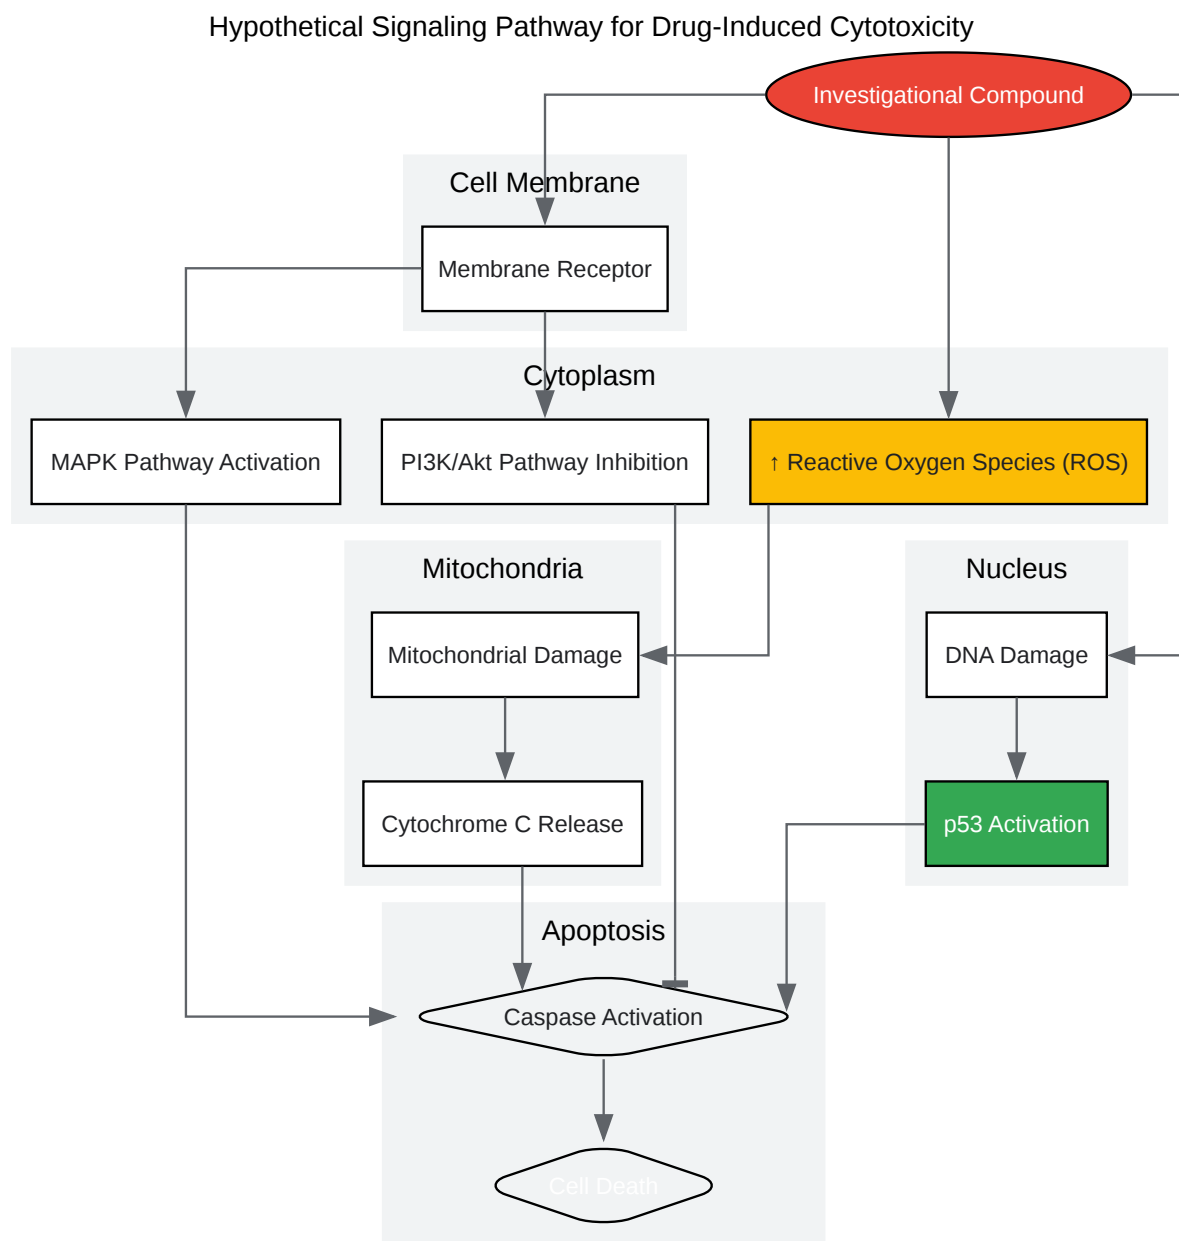 Hypothetical Signaling Pathway for Drug-Induced Cytotoxicity
Investigational Compound
Cell Membrane
Membrane Receptor
Cytoplasm
MAPK Pathway Activation
PI3K/Akt Pathway Inhibition
↑ Reactive Oxygen Species (ROS)
Mitochondria
Nucleus
Mitochondrial Damage
DNA Damage
Cytochrome C Release
p53 Activation
Apoptosis
Caspase Activation
Cell Death